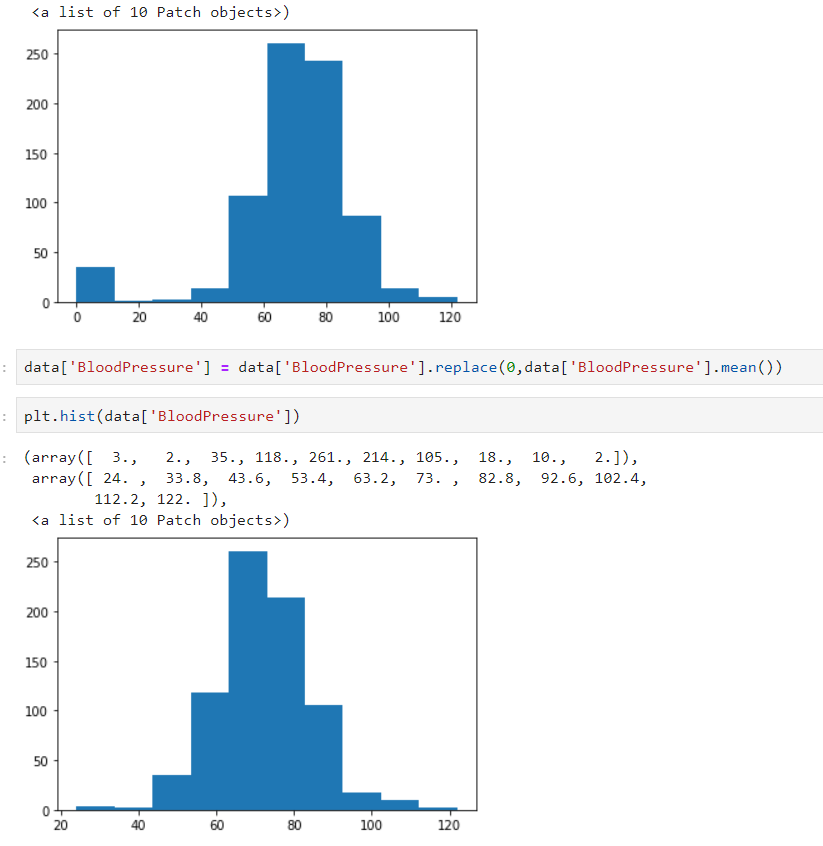 <a list of 10 Patch objects>)
250
200
150
100
50
0
0 20 40 60 80 100 120
: data['BloodPressure'] = data['BloodPressure'].replace(0,data['BloodPressure'].mean())
: plt.hist(data['BloodPressure'])
: (array([  3.,   2.,  35., 118., 261., 214., 105.,  18.,  10.,   2.]),
array([ 24. ,  33.8,  43.6,  53.4,  63.2,  73. ,  82.8,  92.6, 102.4,
112.2, 122. ]),
<a list of 10 Patch objects>)
250
200
150
100
50
0
20 40 60 80 100 120